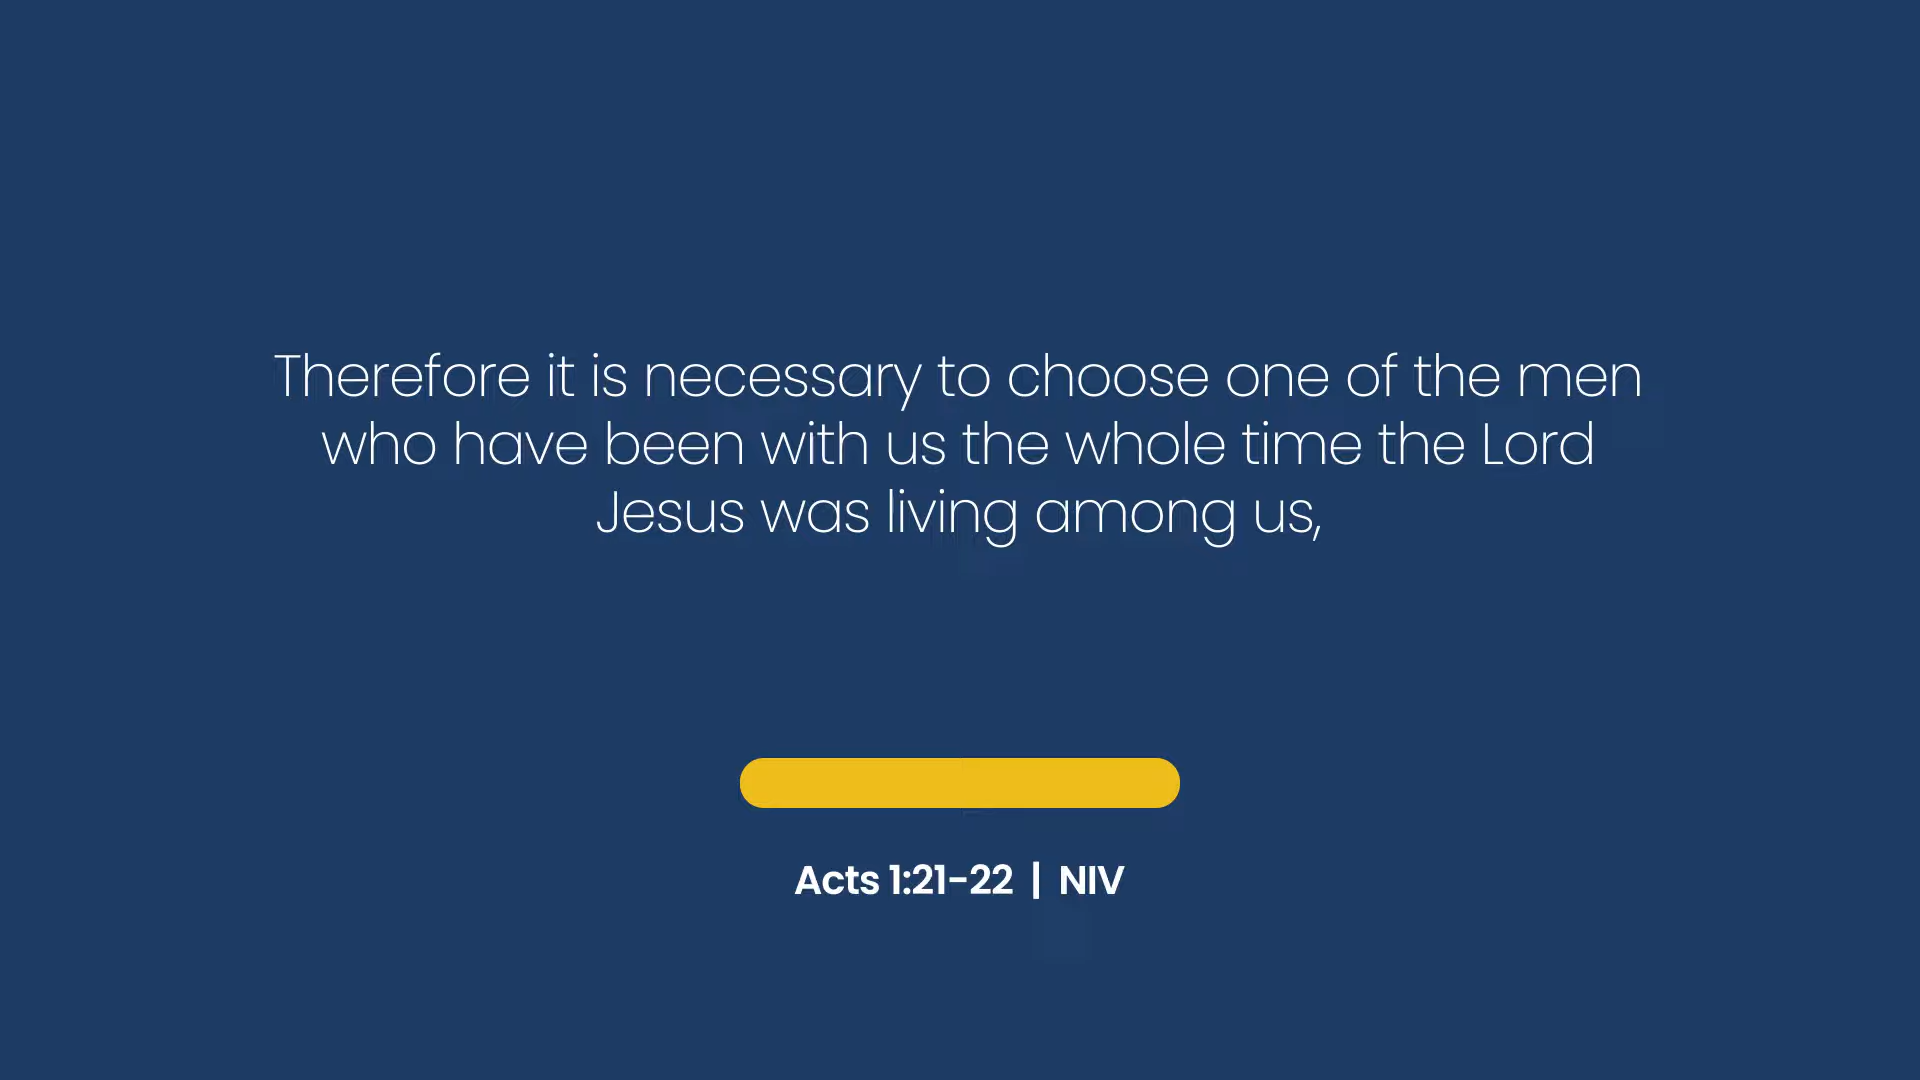 Therefore it is necessary to choose one of the men
who have been with us the whole time the Lord
Jesus was living among us,
Acts 1:21-22 | NIV